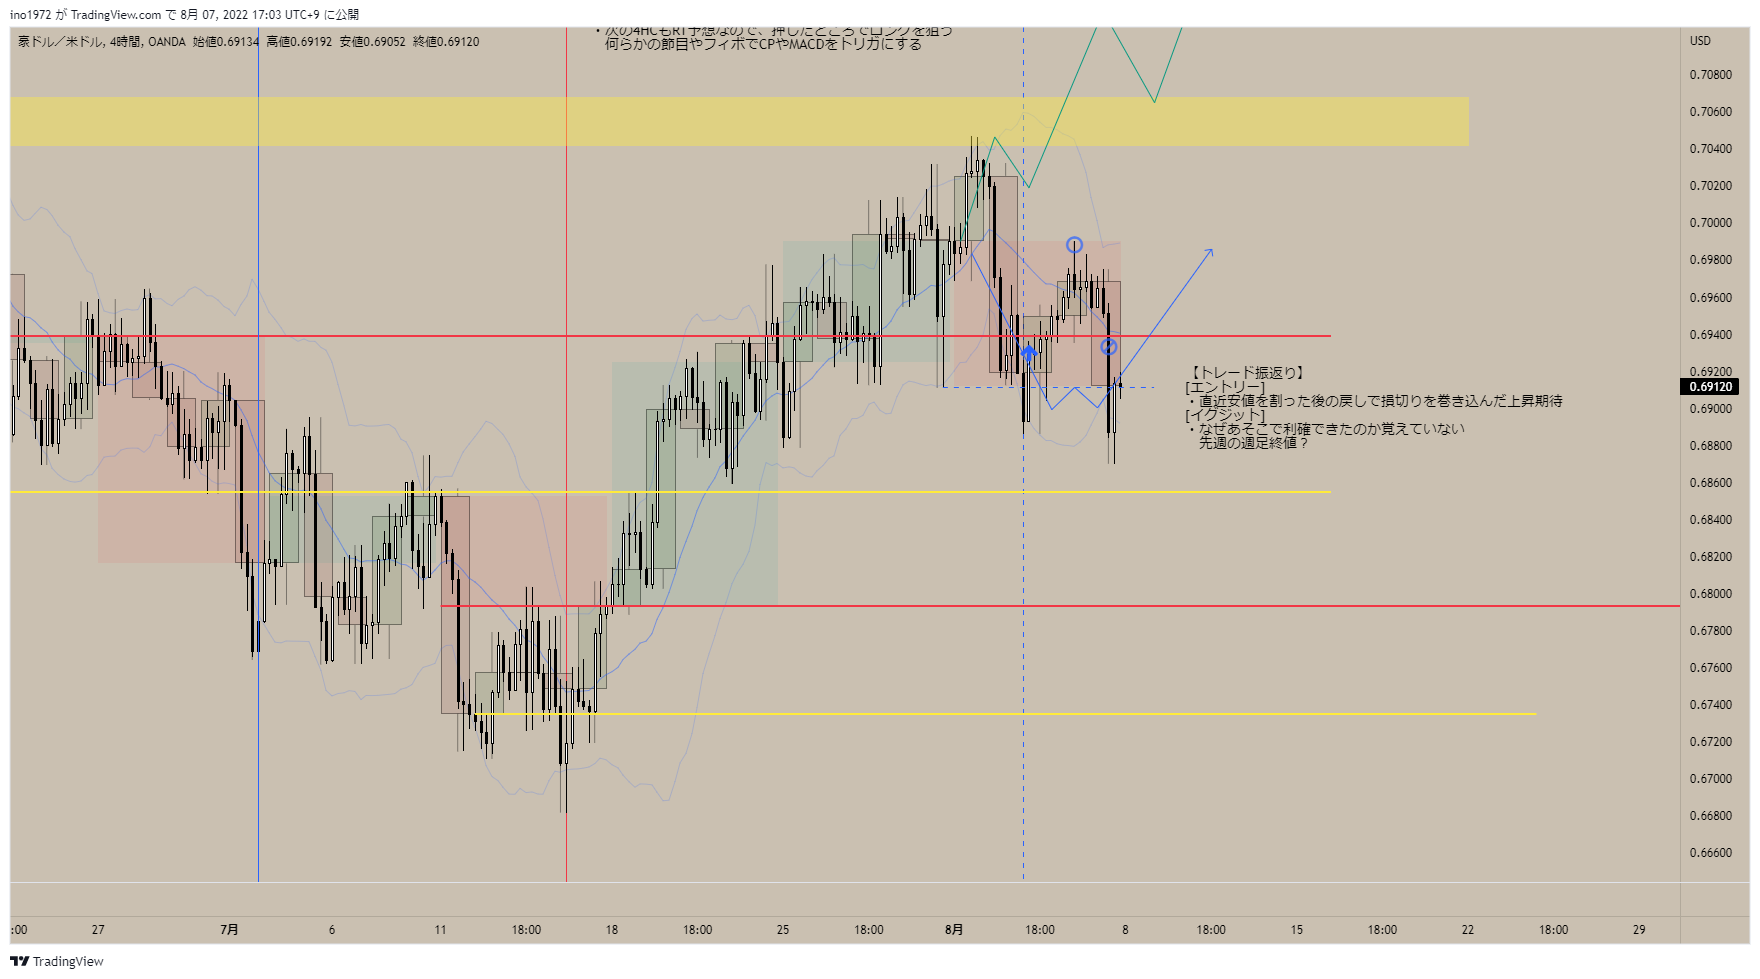 ino1972 が TradingView.com で 8月 07, 2022 17:03 UTC+9 に公開
豪ドル／米ドル, 4時間, OANDA 始値0.69134 高値0.69192 安値0.69052 終値0.69120
・次の4HCもRT予想なので、押したところでロングを狙う
何らかの節目やフィボでCPやMACDをトリガにする
USD
0.70800
0.70600
0.70400
0.70200
0.70000
0.69800
0.69600
0.69400
0.69200
0.69120
0.69000
0.68800
0.68600
0.68400
0.68200
0.68000
0.67800
0.67600
0.67400
0.67200
0.67000
0.66800
0.66600
【トレード振返り】
[エントリー]
・直近安値を割った後の戻しで損切りを巻き込んだ上昇期待
[イグジット]
・なぜあそこで利確できたのか覚えていない
先週の週足終値？
:00 27 7月 6 11 18:00 18 18:00 25 18:00 8月 18:00 8 18:00 15 18:00 22 18:00 29
TradingView